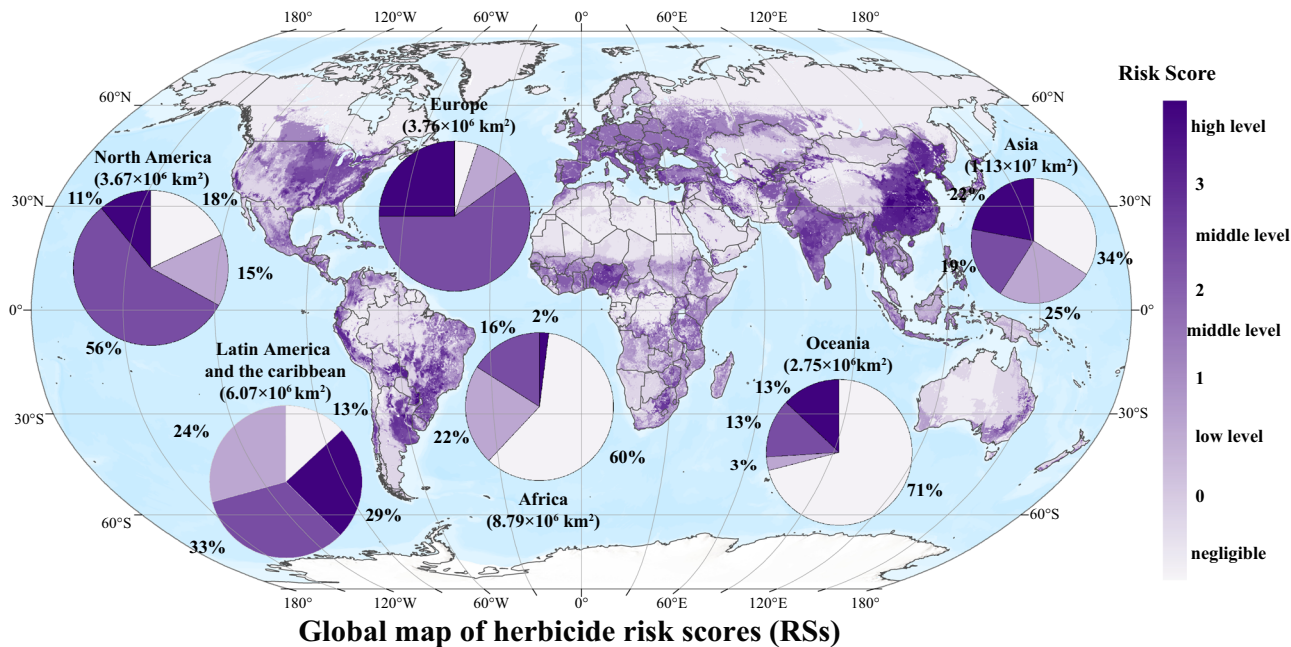 180°
120°W
60°W
0°
60°E
120°E
180°
60°N
60°N
30°N
30°N
0°
0°
30°S
30°S
60°S
60°S
North America
(3.67×10⁶ km²)
11%
18%
15%
56%
Europe
(3.76×10⁶ km²)
Asia
(1.13×10⁷ km²)
22%
34%
19%
25%
Latin America
and the caribbean
(6.07×10⁶ km²)
13%
24%
29%
33%
16%
2%
22%
60%
Africa
(8.79×10⁶ km²)
Oceania
(2.75×10⁶km²)
13%
13%
3%
71%
Risk Score
high level
3
middle level
2
middle level
1
low level
0
negligible
180°
120°W
60°W
0°
60°E
120°E
180°
Global map of herbicide risk scores (RSs)